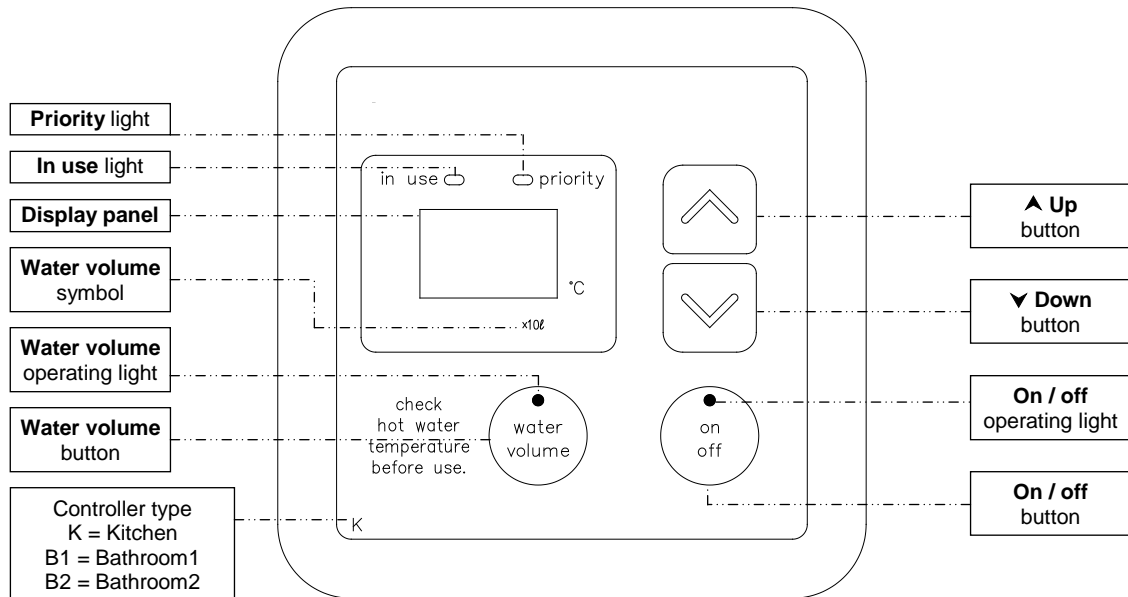 Priority light
In use light
Display panel
Water volume
symbol
Water volume
operating light
Water volume
button
Controller type
K = Kitchen
B1 = Bathroom1
B2 = Bathroom2
in use
priority
°C
x10ℓ
check
hot water
temperature
before use.
water
volume
on
off
K
Up
button
Down
button
On / off
operating light
On / off
button